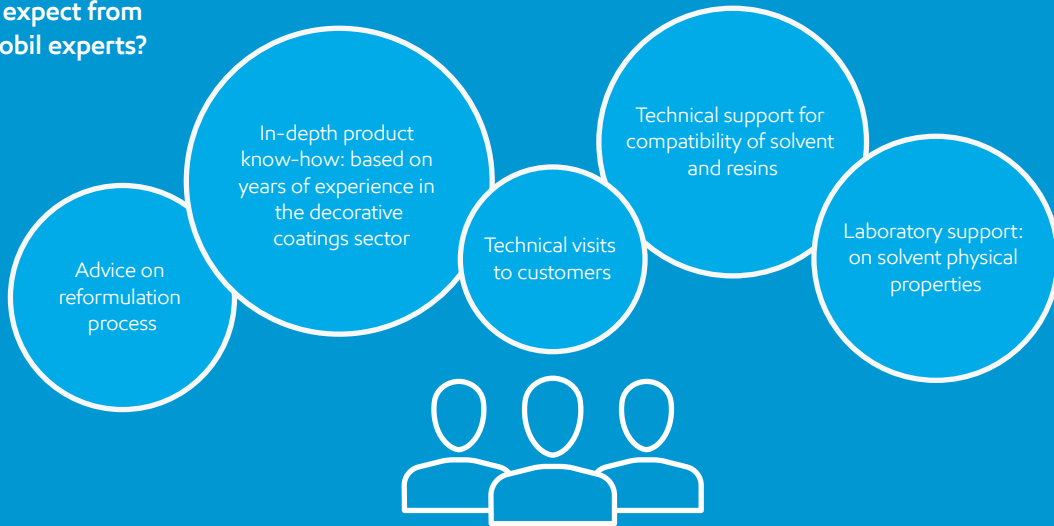 expect from
obil experts?
In-depth product
know-how: based on
years of experience in
the decorative
coatings sector
Technical support for
compatibility of solvent
and resins
Advice on
reformulation
process
Technical visits
to customers
Laboratory support:
on solvent physical
properties